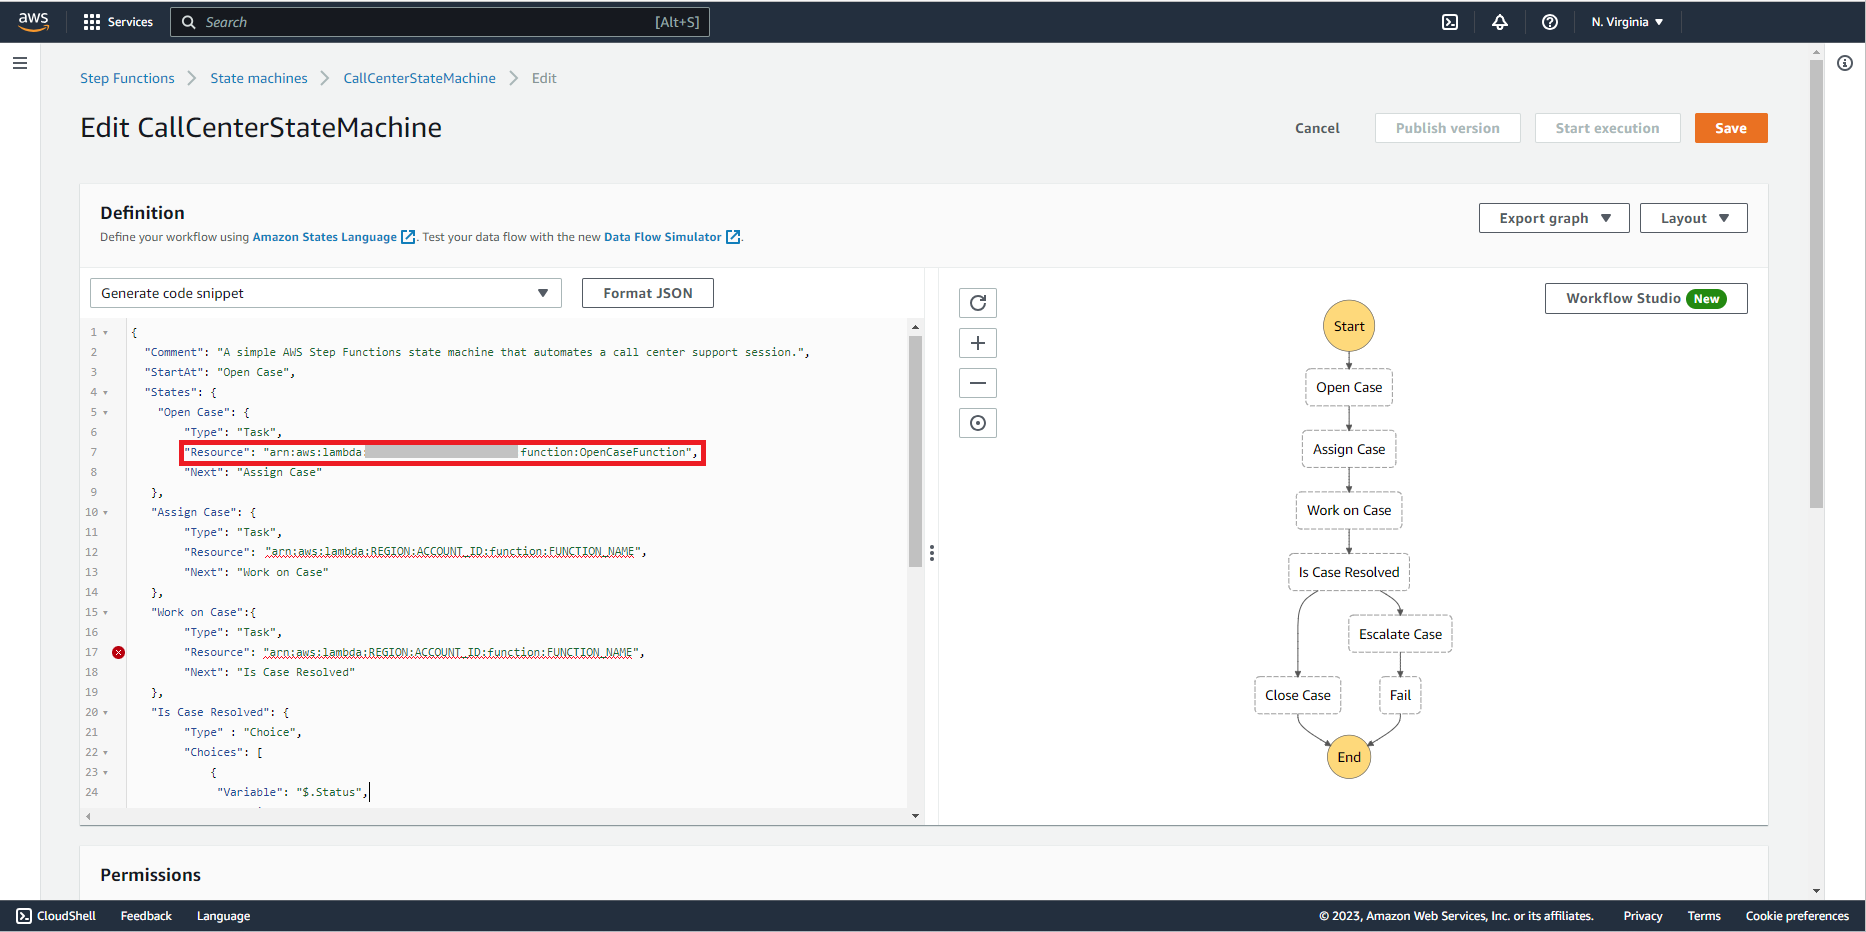 aws Services Search [Alt+S] N. Virginia
Step Functions State machines CallCenterStateMachine Edit
Edit CallCenterStateMachine
Cancel Publish version Start execution Save
Definition
Define your workflow using Amazon States Language . Test your data flow with the new Data Flow Simulator .
Export graph Layout
Generate code snippet Format JSON
1 {
2 "Comment": "A simple AWS Step Functions state machine that automates a call center support session.",
3 "StartAt": "Open Case",
4 "States": {
5 "Open Case": {
6 "Type": "Task",
7 "Resource": "arn:aws:lambda: function:OpenCaseFunction",
8 "Next": "Assign Case"
9 },
10 "Assign Case": {
11 "Type": "Task",
12 "Resource": "arn:aws:lambda:REGION:ACCOUNT_ID:function:FUNCTION_NAME",
13 "Next": "Work on Case"
14 },
15 "Work on Case":{
16 "Type": "Task",
17 "Resource": "arn:aws:lambda:REGION:ACCOUNT_ID:function:FUNCTION_NAME",
18 "Next": "Is Case Resolved"
19 },
20 "Is Case Resolved": {
21 "Type" : "Choice",
22 "Choices": [
23 {
24 "Variable": "$.Status",
Workflow Studio New
Start
Open Case
Assign Case
Work on Case
Is Case Resolved
Escalate Case
Close Case Fail
End
Permissions
CloudShell Feedback Language © 2023, Amazon Web Services, Inc. or its affiliates. Privacy Terms Cookie preferences